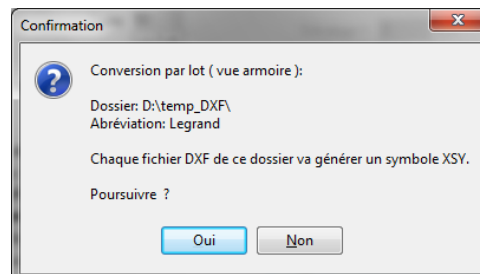 Confirmation
x
Conversion par lot ( vue armoire ):
Dossier: D:\temp_DXF\
Abréviation: Legrand
Chaque fichier DXF de ce dossier va générer un symbole XSY.
Poursuivre ?
Oui
Non